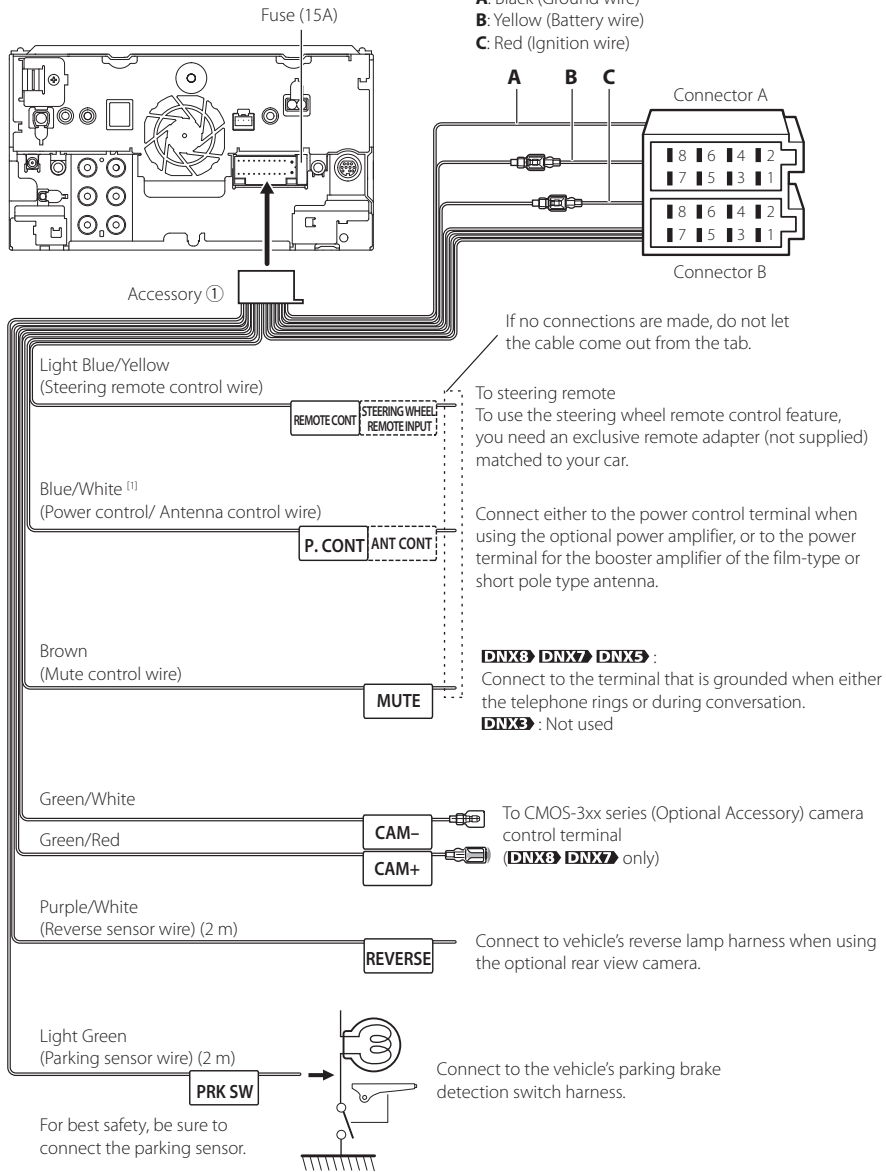 A: Black (Ground wire)
Fuse (15A)
B: Yellow (Battery wire)
C: Red (Ignition wire)
A B C
Connector A
8 6 4 2
7 5 3 1
8 6 4 2
7 5 3 1
Connector B
Accessory ①
If no connections are made, do not let
the cable come out from the tab.
Light Blue/Yellow
(Steering remote control wire)
REMOTE CONT
STEERING WHEEL
REMOTE INPUT
To steering remote
To use the steering wheel remote control feature,
you need an exclusive remote adapter (not supplied)
matched to your car.
Blue/White [1]
(Power control/ Antenna control wire)
P. CONT
ANT CONT
Connect either to the power control terminal when
using the optional power amplifier, or to the power
terminal for the booster amplifier of the film-type or
short pole type antenna.
Brown
(Mute control wire)
MUTE
DNX8 DNX7 DNX5 :
Connect to the terminal that is grounded when either
the telephone rings or during conversation.
DNX3 : Not used
Green/White
CAM–
Green/Red
CAM+
To CMOS-3xx series (Optional Accessory) camera
control terminal
(DNX8 DNX7 only)
Purple/White
(Reverse sensor wire) (2 m)
REVERSE
Connect to vehicle's reverse lamp harness when using
the optional rear view camera.
Light Green
(Parking sensor wire) (2 m)
PRK SW
Connect to the vehicle's parking brake
detection switch harness.
For best safety, be sure to
connect the parking sensor.